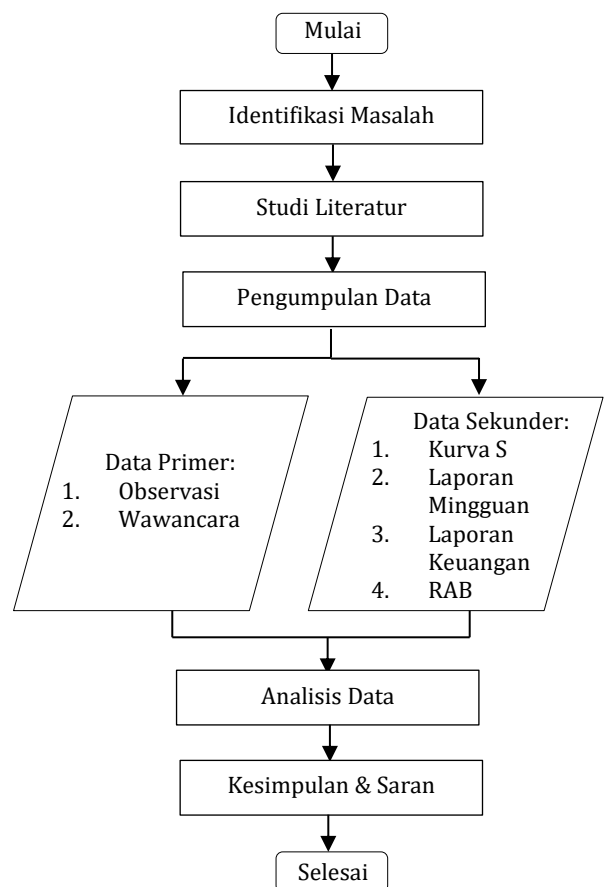 Mulai
Identifikasi Masalah
Studi Literatur
Pengumpulan Data
Data Primer:
1. Observasi
2. Wawancara
Data Sekunder:
1. Kurva S
2. Laporan
Mingguan
3. Laporan
Keuangan
4. RAB
Analisis Data
Kesimpulan & Saran
Selesai